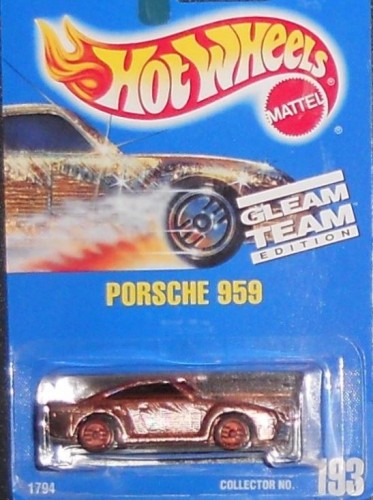 Hot Wheels
MATTEL
®
®
GLEAM
TEAM
EDITION
PORSCHE 959
1794
COLLECTOR NO. 193